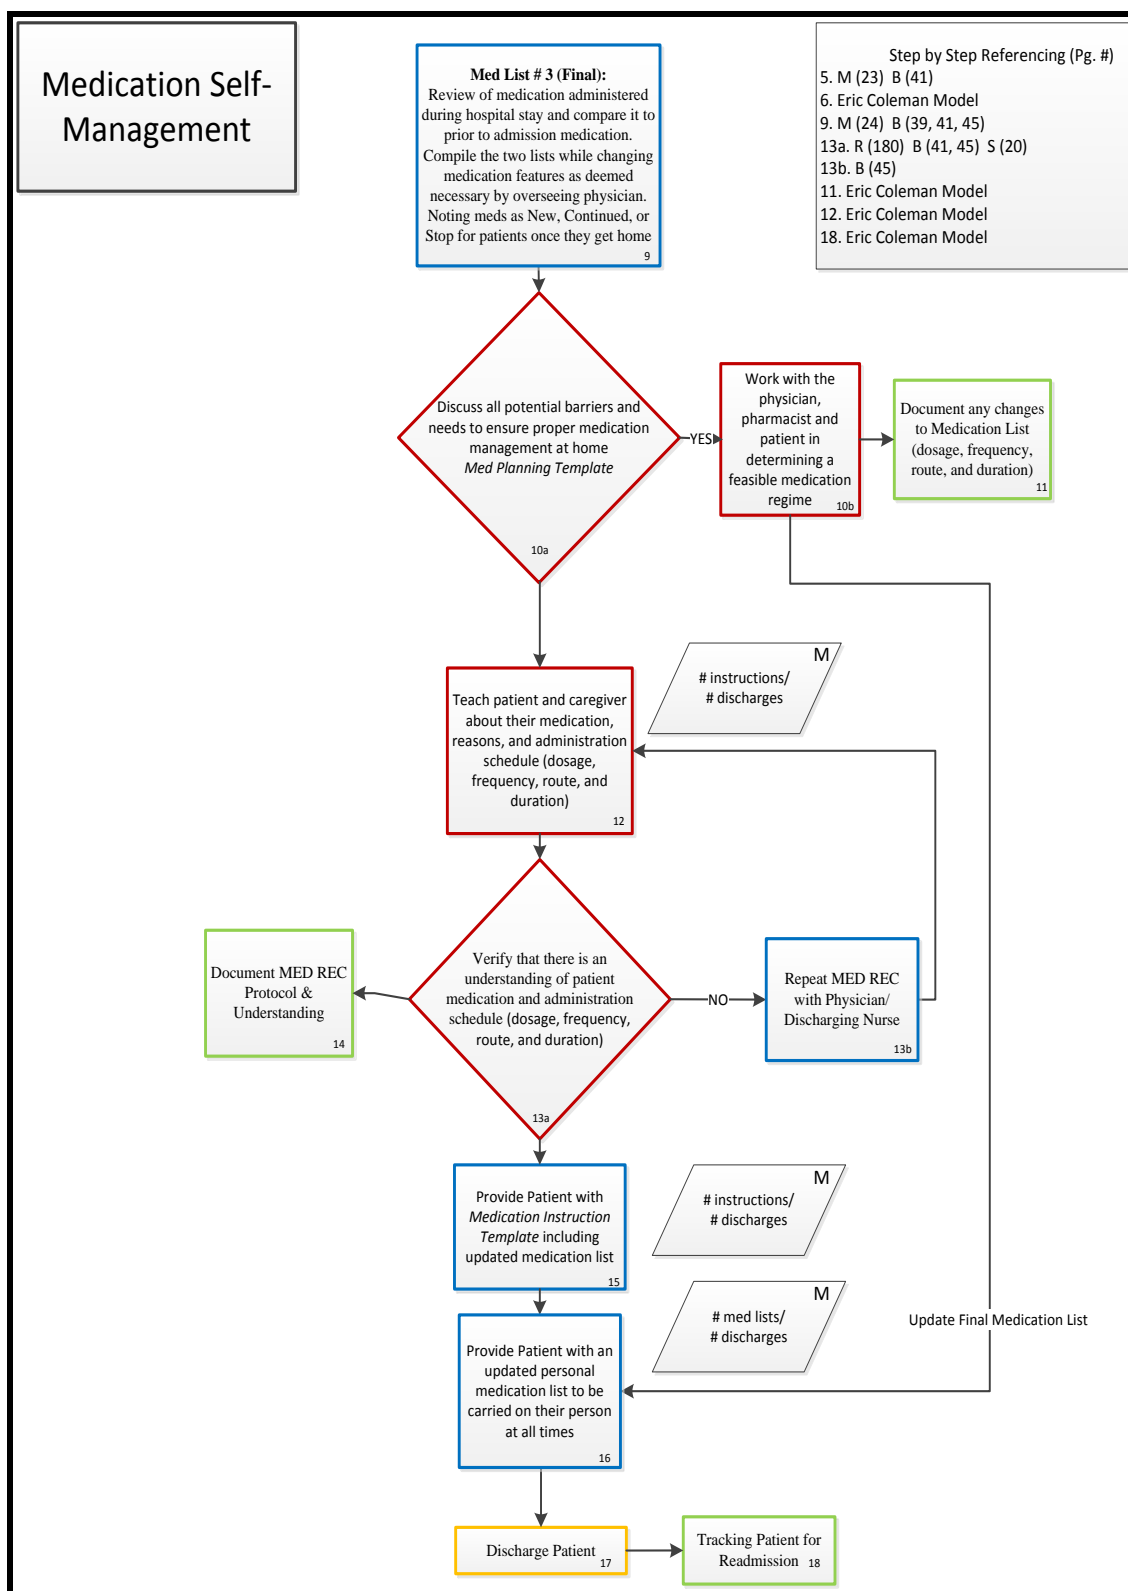 Medication Self-
Management
Med List # 3 (Final):
Review of medication administered
during hospital stay and compare it to
prior to admission medication.
Compile the two lists while changing
medication features as deemed
necessary by overseeing physician.
Noting meds as New, Continued, or
Stop for patients once they get home
9
Step by Step Referencing (Pg. #)
5. M (23)  B (41)
6. Eric Coleman Model
9. M (24)  B (39, 41, 45)
13a. R (180)  B (41, 45)  S (20)
13b. B (45)
11. Eric Coleman Model
12. Eric Coleman Model
18. Eric Coleman Model
Discuss all potential barriers and
needs to ensure proper medication
management at home
Med Planning Template
10a
YES
Work with the
physician,
pharmacist and
patient in
determining a
feasible medication
regime
10b
Document any changes
to Medication List
(dosage, frequency,
route, and duration)
11
M
# instructions/
# discharges
Teach patient and caregiver
about their medication,
reasons, and administration
schedule (dosage,
frequency, route, and
duration)
12
Document MED REC
Protocol &
Understanding
14
Verify that there is an
understanding of patient
medication and administration
schedule (dosage, frequency,
route, and duration)
13a
NO
Repeat MED REC
with Physician/
Discharging Nurse
13b
Provide Patient with
Medication Instruction
Template including
updated medication list
15
M
# instructions/
# discharges
M
# med lists/
# discharges
Update Final Medication List
Provide Patient with an
updated personal
medication list to be
carried on their person
at all times
16
Discharge Patient
17
Tracking Patient for
Readmission 18